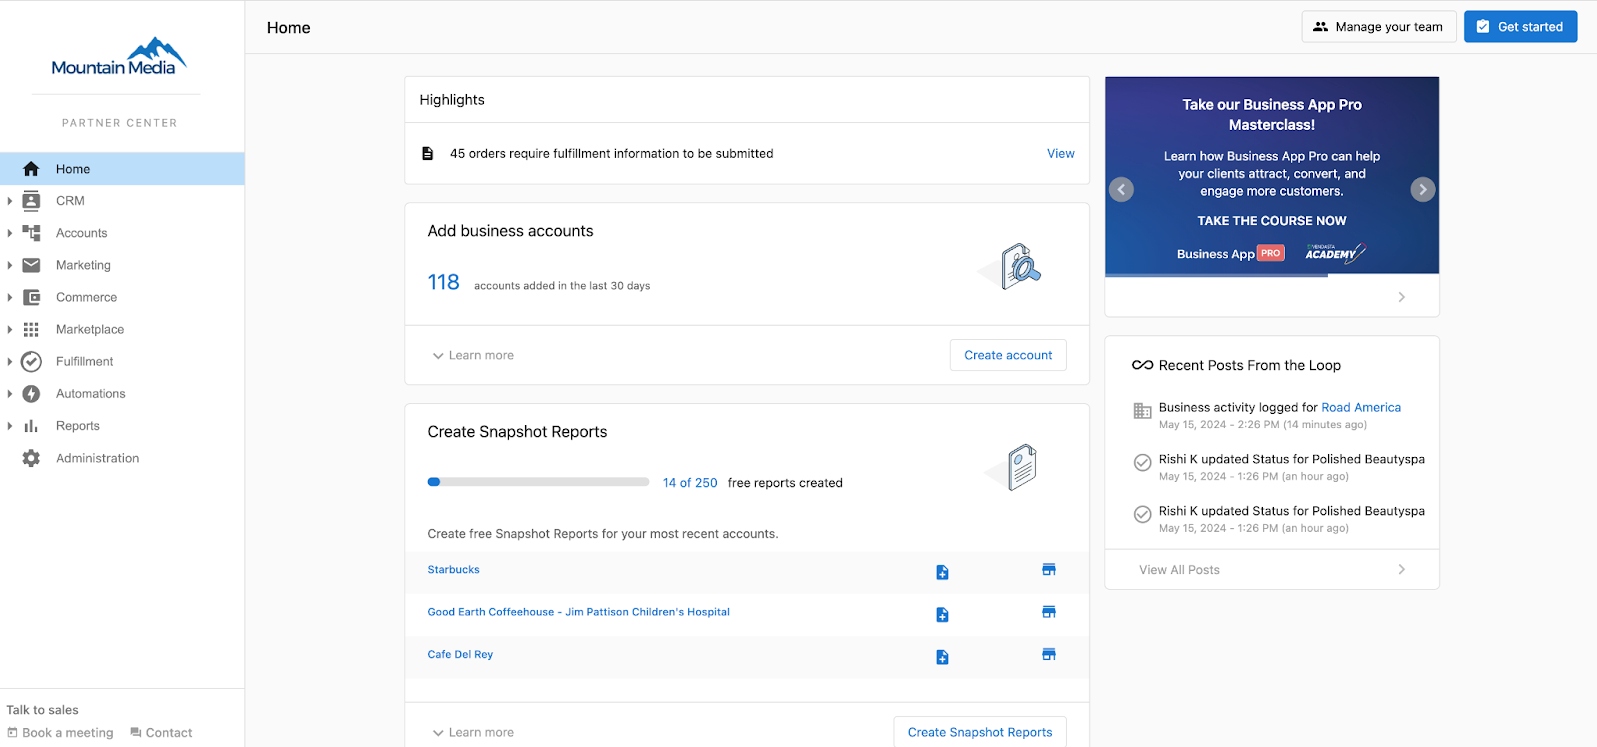 Mountain Media
PARTNER CENTER
Home
CRM
Accounts
Marketing
Commerce
Marketplace
Fulfillment
Automations
Reports
Administration
Talk to sales
Book a meeting
Contact
Home
Manage your team
Get started
Highlights
45 orders require fulfillment information to be submitted
View
Add business accounts
118 accounts added in the last 30 days
Learn more
Create account
Create Snapshot Reports
14 of 250 free reports created
Create free Snapshot Reports for your most recent accounts.
Starbucks
Good Earth Coffeehouse - Jim Pattison Children's Hospital
Cafe Del Rey
Learn more
Create Snapshot Reports
Take our Business App Pro
Masterclass!
Learn how Business App Pro can help
your clients attract, convert, and
engage more customers.
TAKE THE COURSE NOW
Business App PRO
VENDASTA
ACADEMY
Recent Posts From the Loop
Business activity logged for Road America
May 15, 2024 - 2:26 PM (14 minutes ago)
Rishi K updated Status for Polished Beautyspa
May 15, 2024 - 1:26 PM (an hour ago)
Rishi K updated Status for Polished Beautyspa
May 15, 2024 - 1:26 PM (an hour ago)
View All Posts